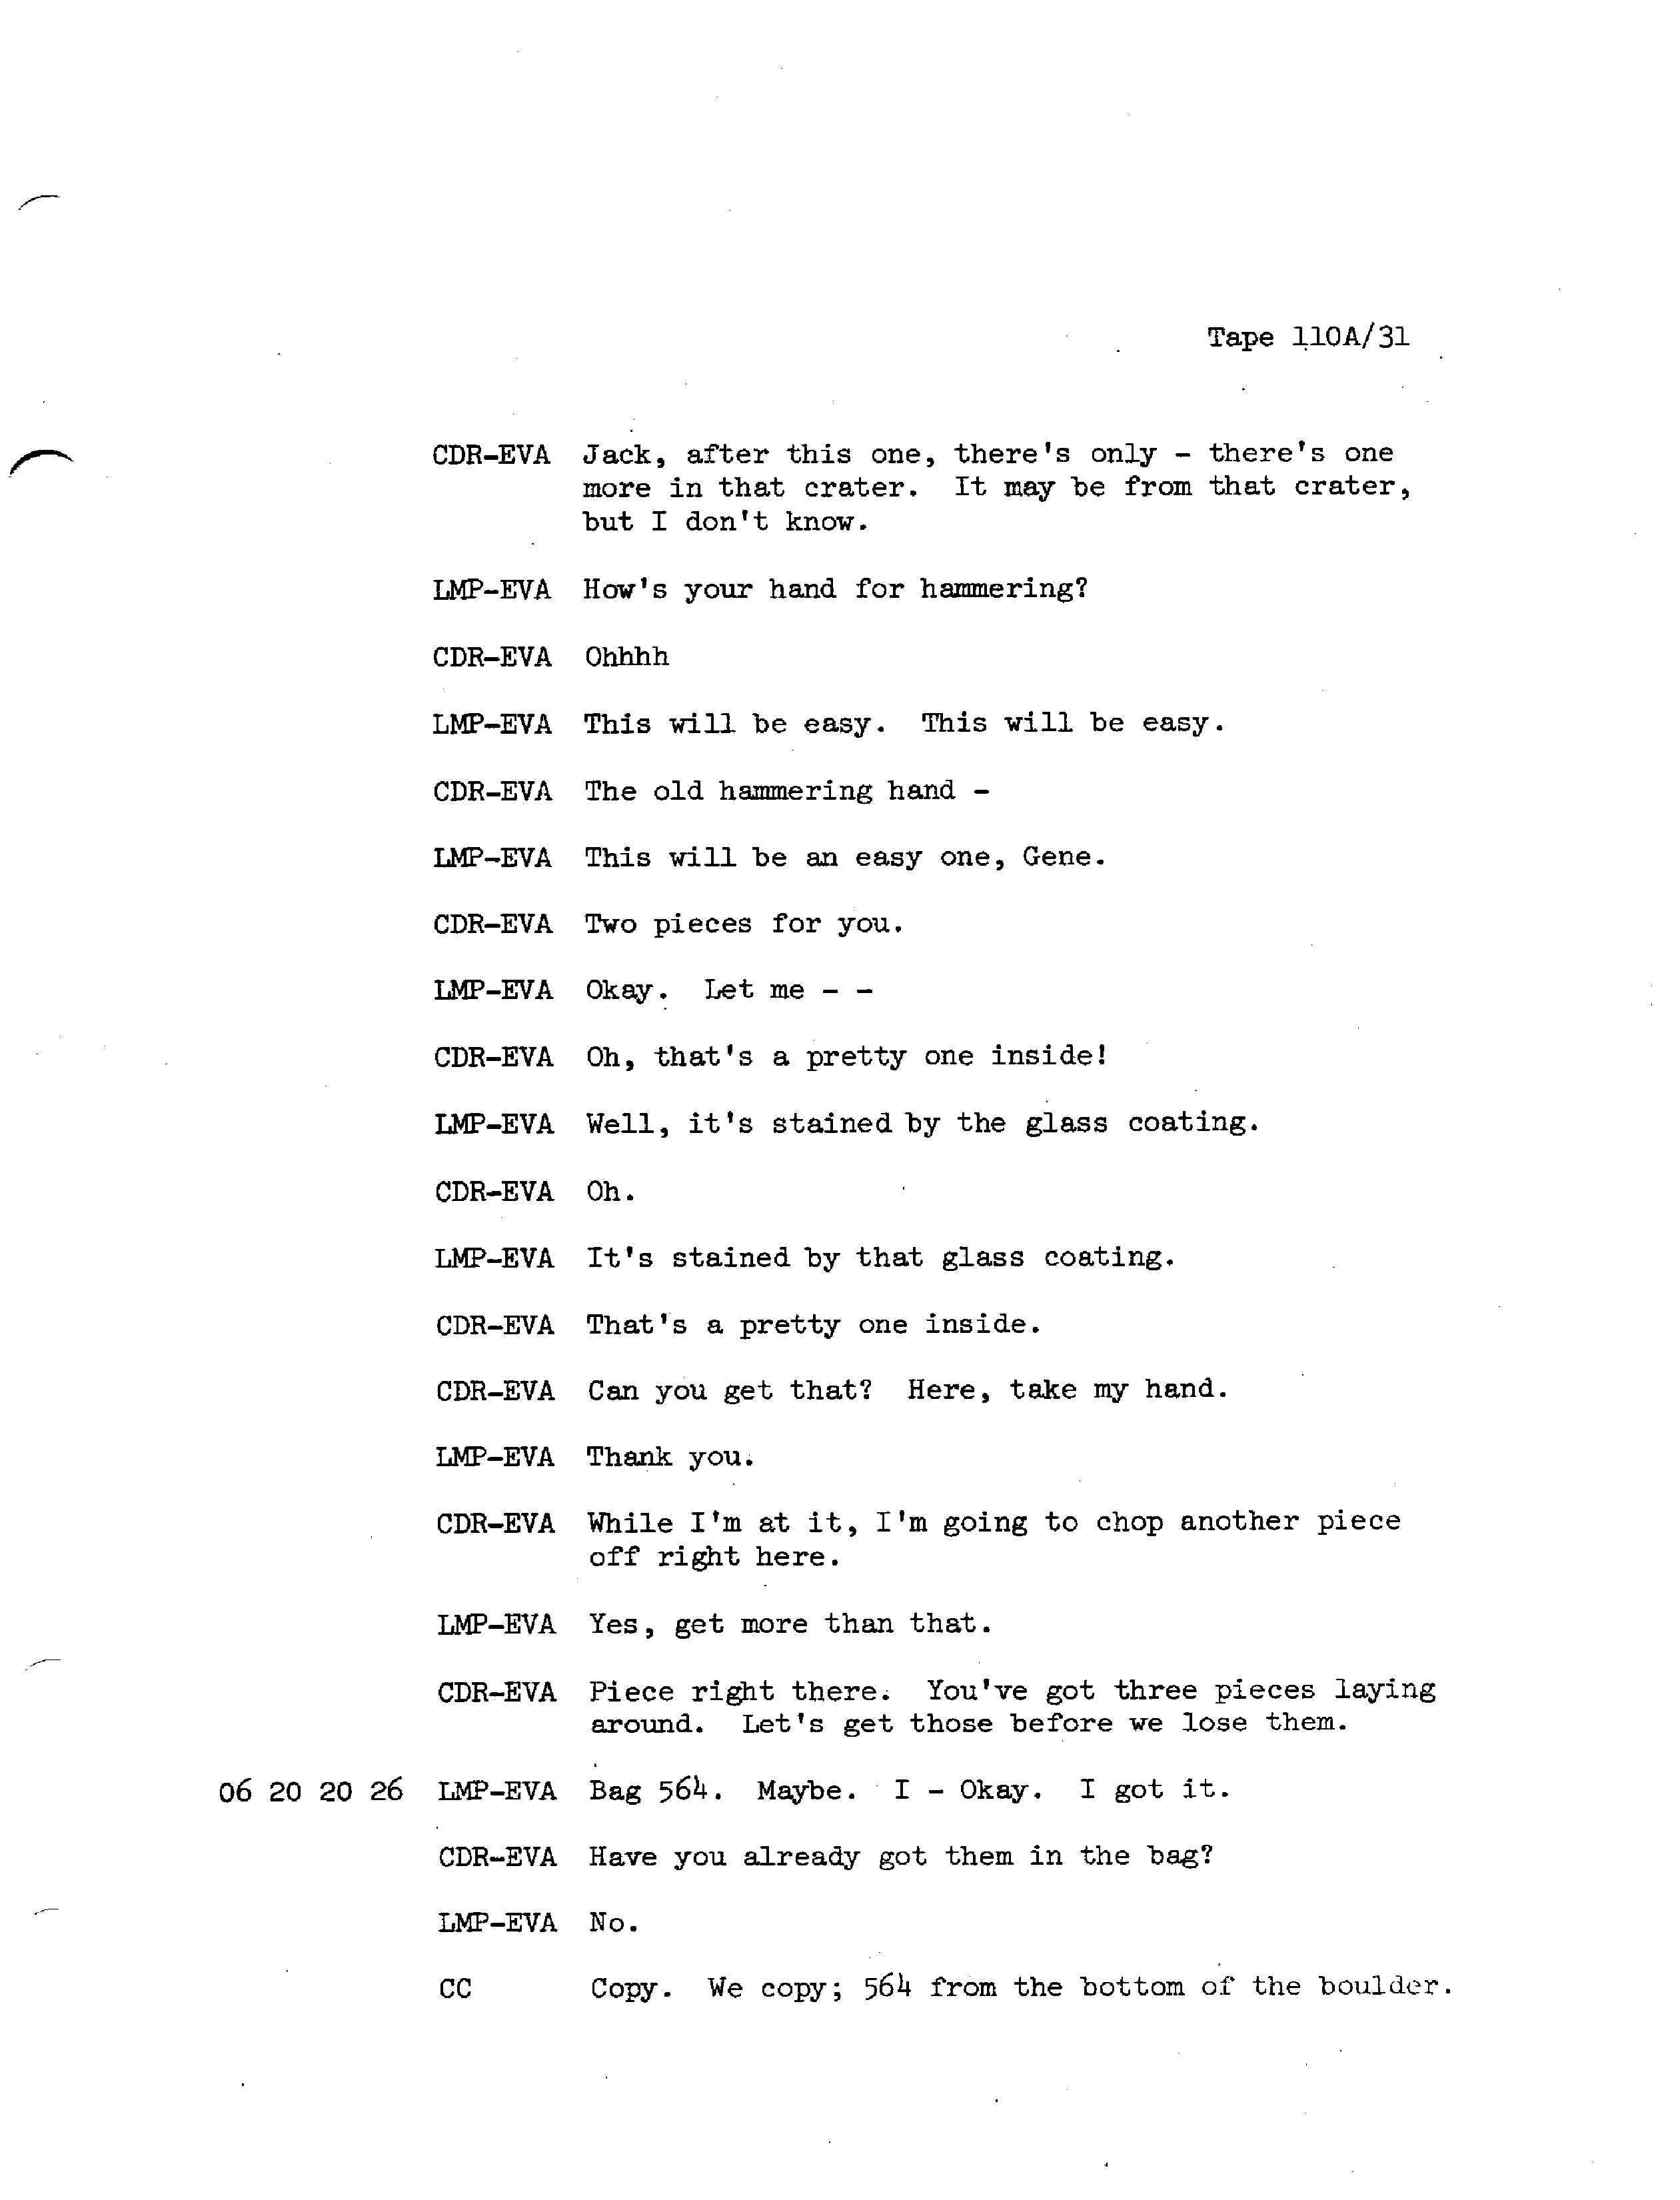 Tape 110A/31
CDR-EVA Jack, after this one, there's only - there's one
more in that crater. It may be from that crater,
but I don't know.
LMP-EVA How's your hand for hammering?
CDR-EVA Ohhhh
LMP-EVA This will be easy. This will be easy.
CDR-EVA The old hammering hand -
LMP-EVA This will be an easy one, Gene.
CDR-EVA Two pieces for you.
LMP-EVA Okay. Let me - -
CDR-EVA Oh, that's a pretty one inside!
LMP-EVA Well, it's stained by the glass coating.
CDR-EVA Oh.
LMP-EVA It's stained by that glass coating.
CDR-EVA That's a pretty one inside.
CDR-EVA Can you get that? Here, take my hand.
LMP-EVA Thank you.
CDR-EVA While I'm at it, I'm going to chop another piece
off right here.
LMP-EVA Yes, get more than that.
CDR-EVA Piece right there. You've got three pieces laying
around. Let's get those before we lose them.
06 20 20 26 LMP-EVA Bag 564. Maybe. I - Okay. I got it.
CDR-EVA Have you already got them in the bag?
LMP-EVA No.
CC Copy. We copy; 564 from the bottom of the boulder.